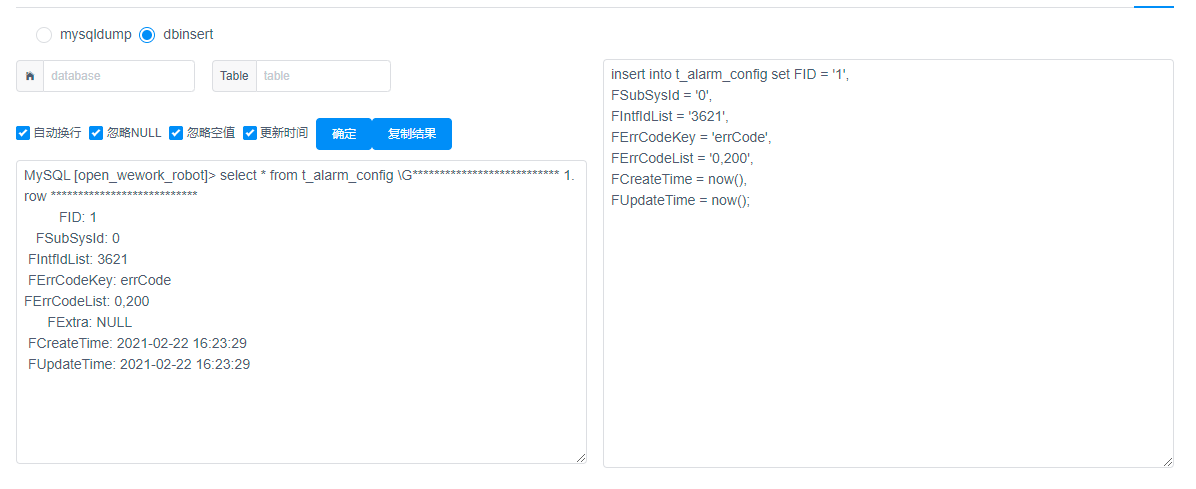 mysqldump dbinsert
database Table table
自动换行 忽略NULL 忽略空值 更新时间 确定 复制结果
MySQL [open_wework_robot]> select * from t_alarm_config \G*************************** 1.
row ***************************
FID: 1
FSubSysId: 0
FIntfIdList: 3621
FErrCodeKey: errCode
FErrCodeList: 0,200
FExtra: NULL
FCreateTime: 2021-02-22 16:23:29
FUpdateTime: 2021-02-22 16:23:29
insert into t_alarm_config set FID = '1',
FSubSysId = '0',
FIntfIdList = '3621',
FErrCodeKey = 'errCode',
FErrCodeList = '0,200',
FCreateTime = now(),
FUpdateTime = now();